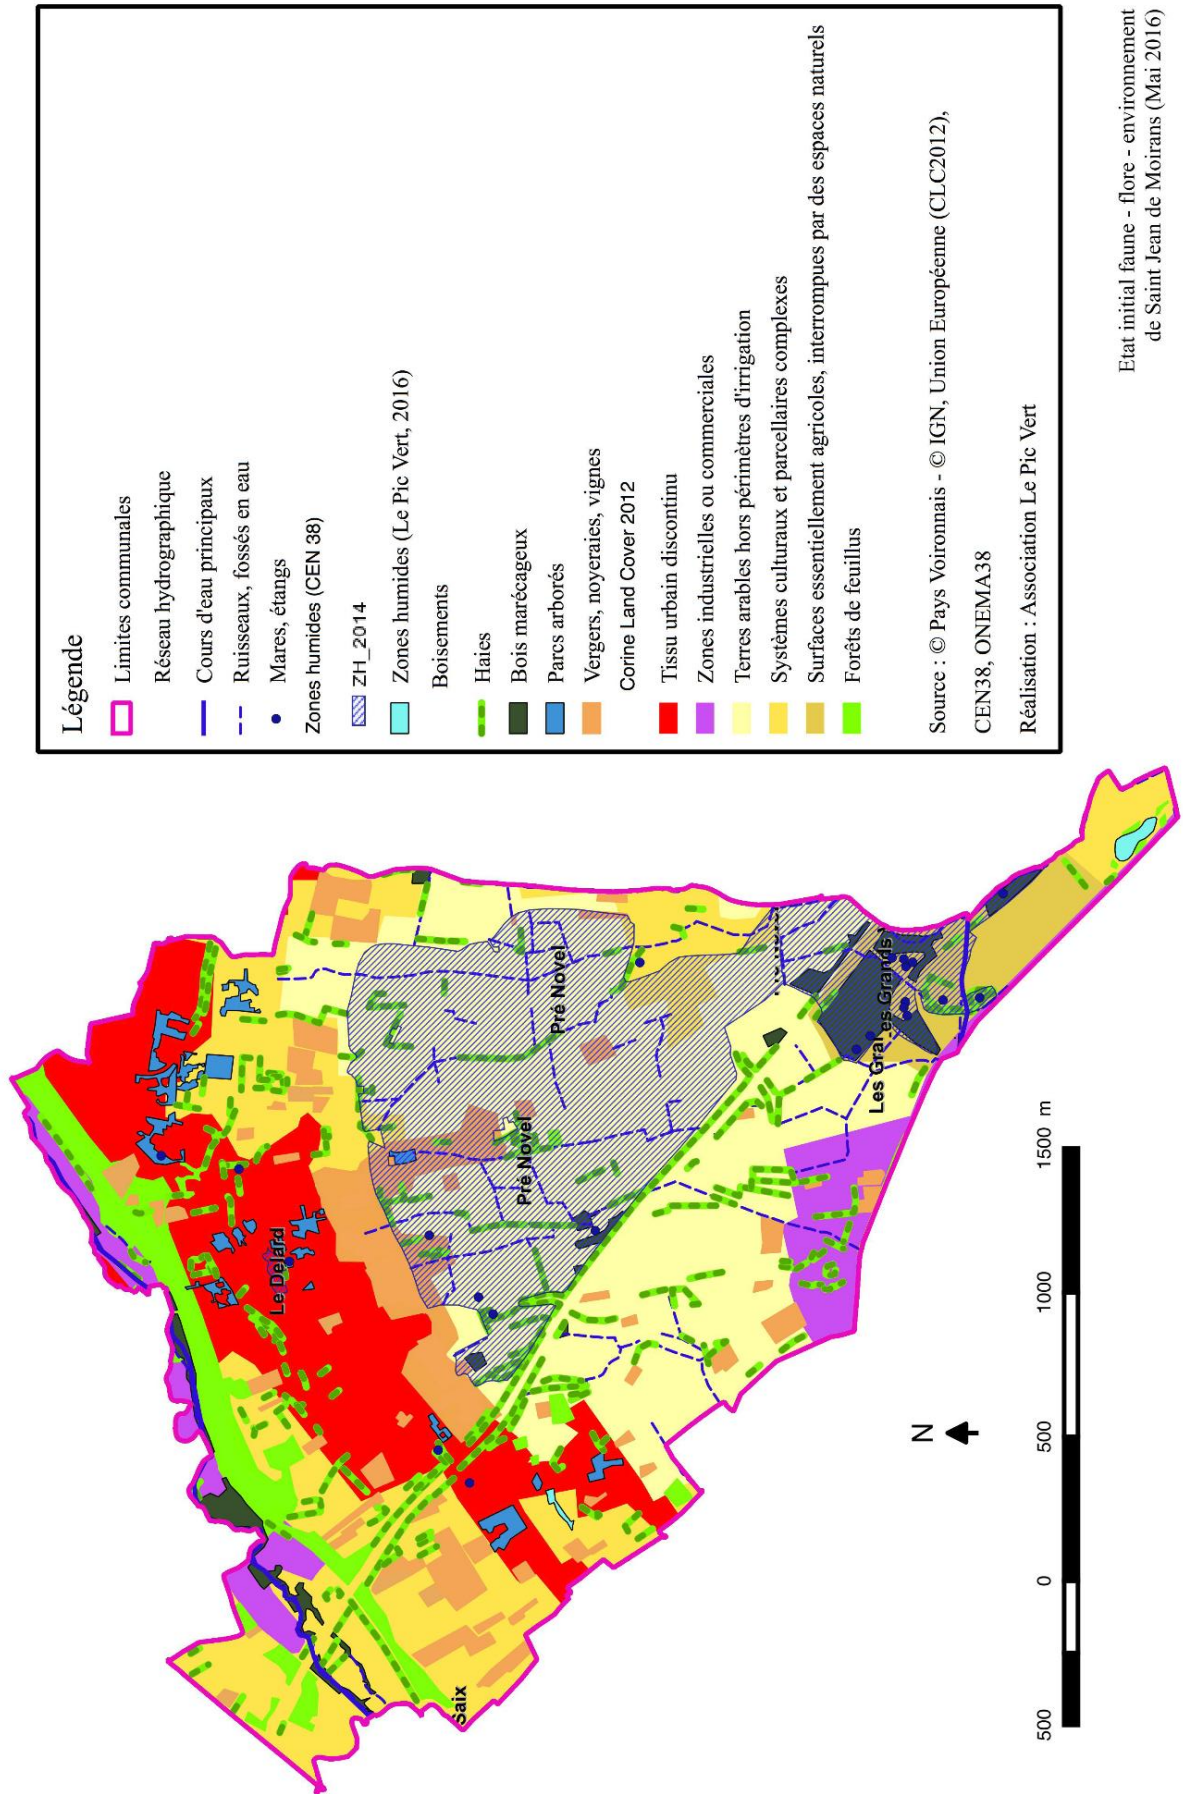 Légende
Limites communales
Réseau hydrographique
Cours d'eau principaux
Ruisseaux, fossés en eau
Mares, étangs
Zones humides (CEN 38)
ZH_2014
Zones humides (Le Pic Vert, 2016)
Boisements
Haies
Bois marécageux
Parcs arborés
Vergers, noyeraies, vignes
Corine Land Cover 2012
Tissu urbain discontinu
Zones industrielles ou commerciales
Terres arables hors périmètres d'irrigation
Systèmes culturaux et parcellaires complexes
Surfaces essentiellement agricoles, interrompues par des espaces naturels
Forêts de feuillus
Source : © Pays Voironnais - © IGN, Union Européenne (CLC2012),
CEN38, ONEMA38
Réalisation : Association Le Pic Vert
Etat initial faune - flore - environnement
de Saint Jean de Moirans (Mai 2016)
Le Delard
Pré Novel
Pré Novel
Saix
Les Gra
es Grands
N
500 0 500 1000 1500 m